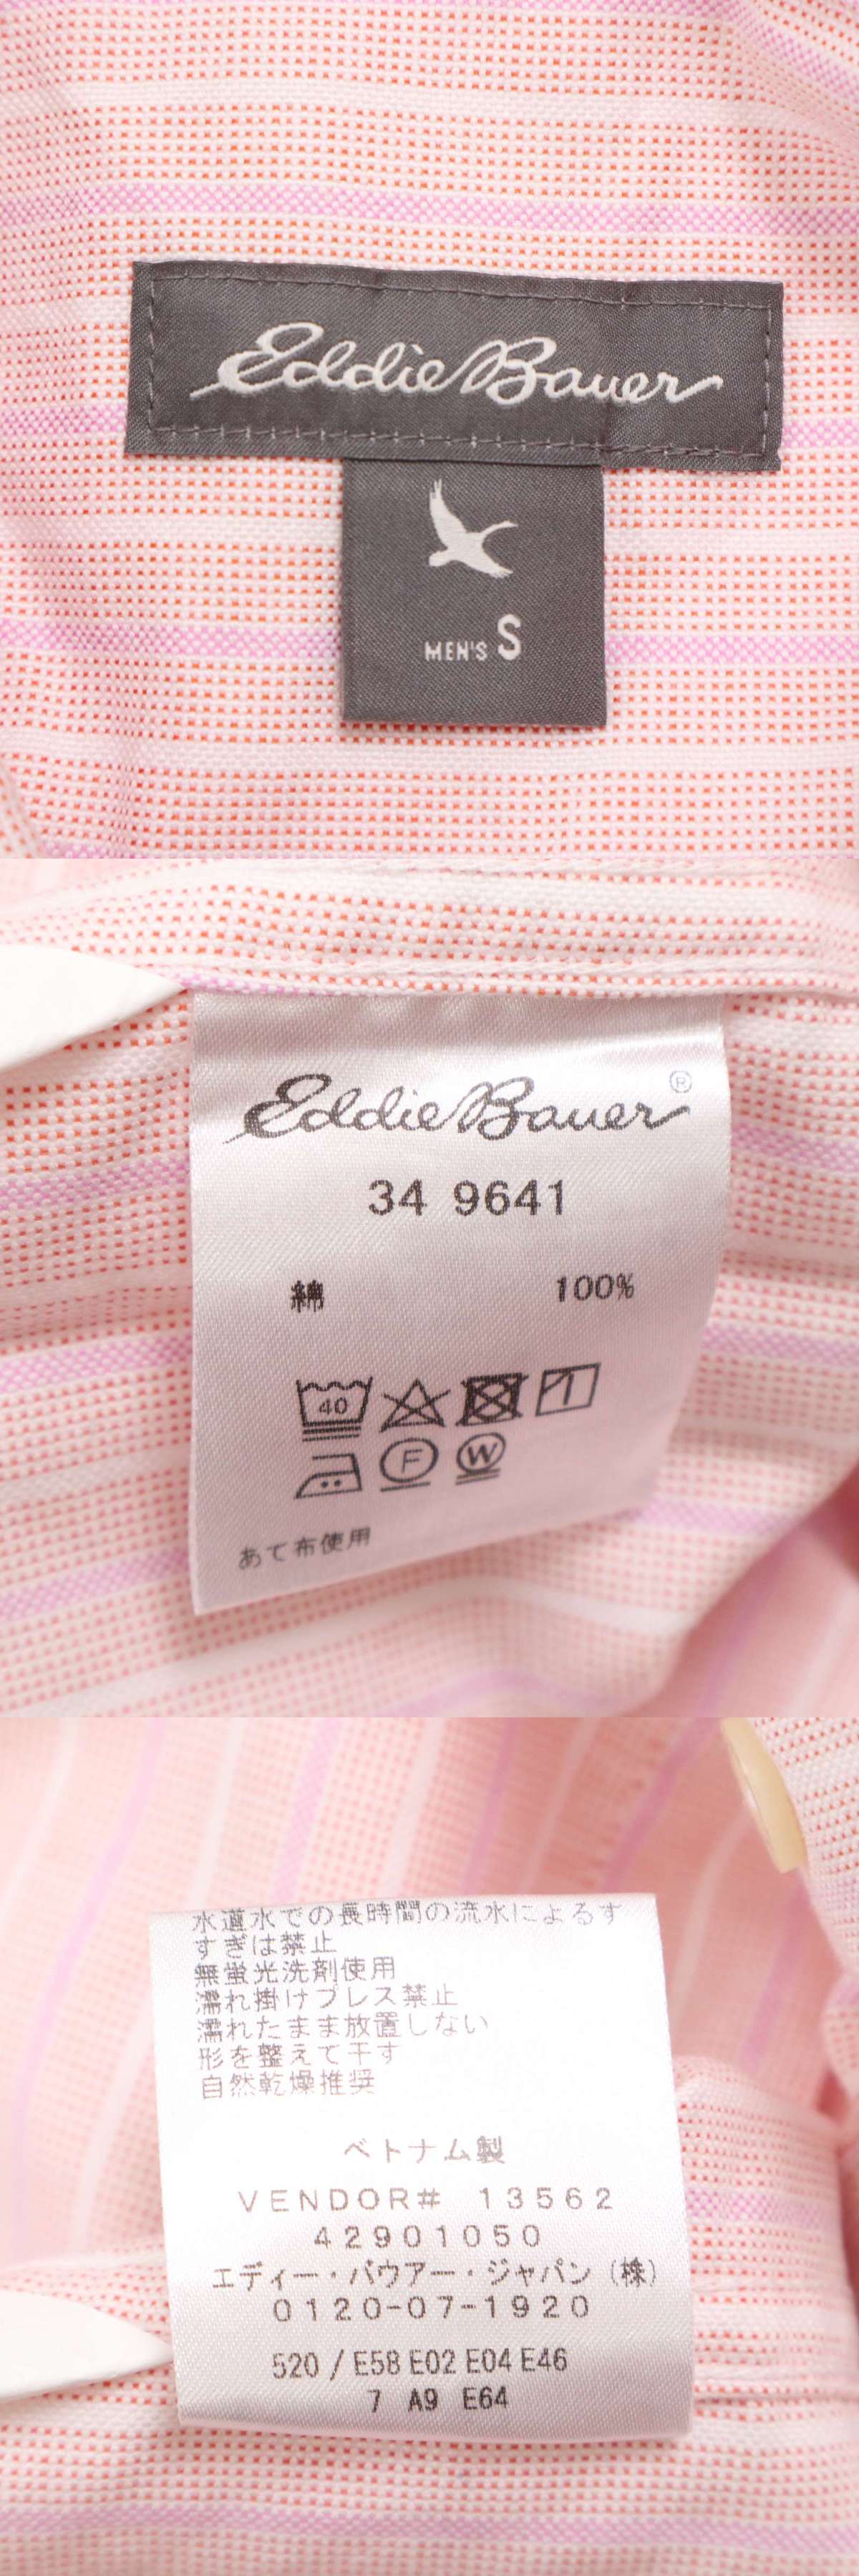 Eddie Bauer
MEN'S S
Eddie Bauer®
34 9641
綿 100%
40
F W
あて布使用
水道水での長時間の流水によるす
すぎは禁止
無蛍光洗剤使用
濡れ掛けプレス禁止
濡れたまま放置しない
形を整えて干す
自然乾燥推奨
ベトナム製
VENDOR# 13562
42901050
エディー・バウアー・ジャパン(株)
0120-07-1920
520 / E58 E02 E04 E46
7 A9 E64